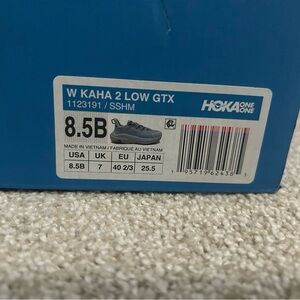 W KAHA 2 LOW GTX
1123191 / SSHM
HOKA ONE ONE
8.5B
MADE IN VIETNAM / FABRIQUE AU VIETNAM
USA UK EU JAPAN
8.5B 7 40 2/3 25.5